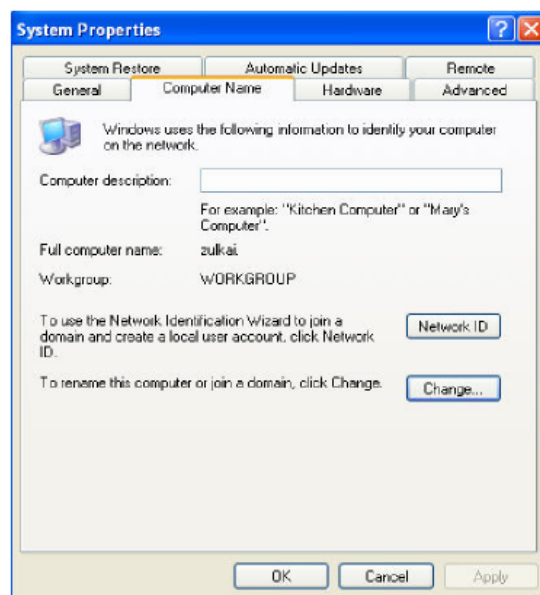 System Properties
System Restore Automatic Updates Remote
General Computer Name Hardware Advanced
Windows uses the following information to identify your computer
on the network.
Computer description:
For example: "Kitchen Computer" or "Mary's
Computer".
Full computer name: zulkai.
Workgroup: WORKGROUP
To use the Network Identification Wizard to join a
domain and create a local user account, click Network
ID.
Network ID
To rename this computer or join a domain, click Change.
Change...
OK Cancel Apply